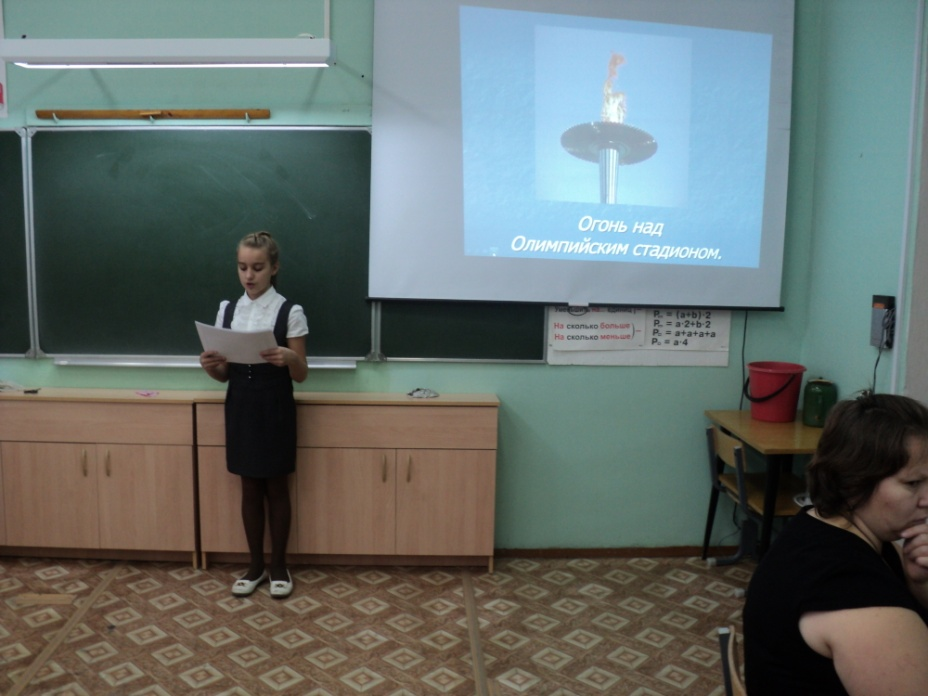 Огонь над
Олимпийским стадионом.
На сколько больше
На сколько меньше
P = (a+b)·2
P = a·2+b·2
P = a+a+a+a
P = a·4